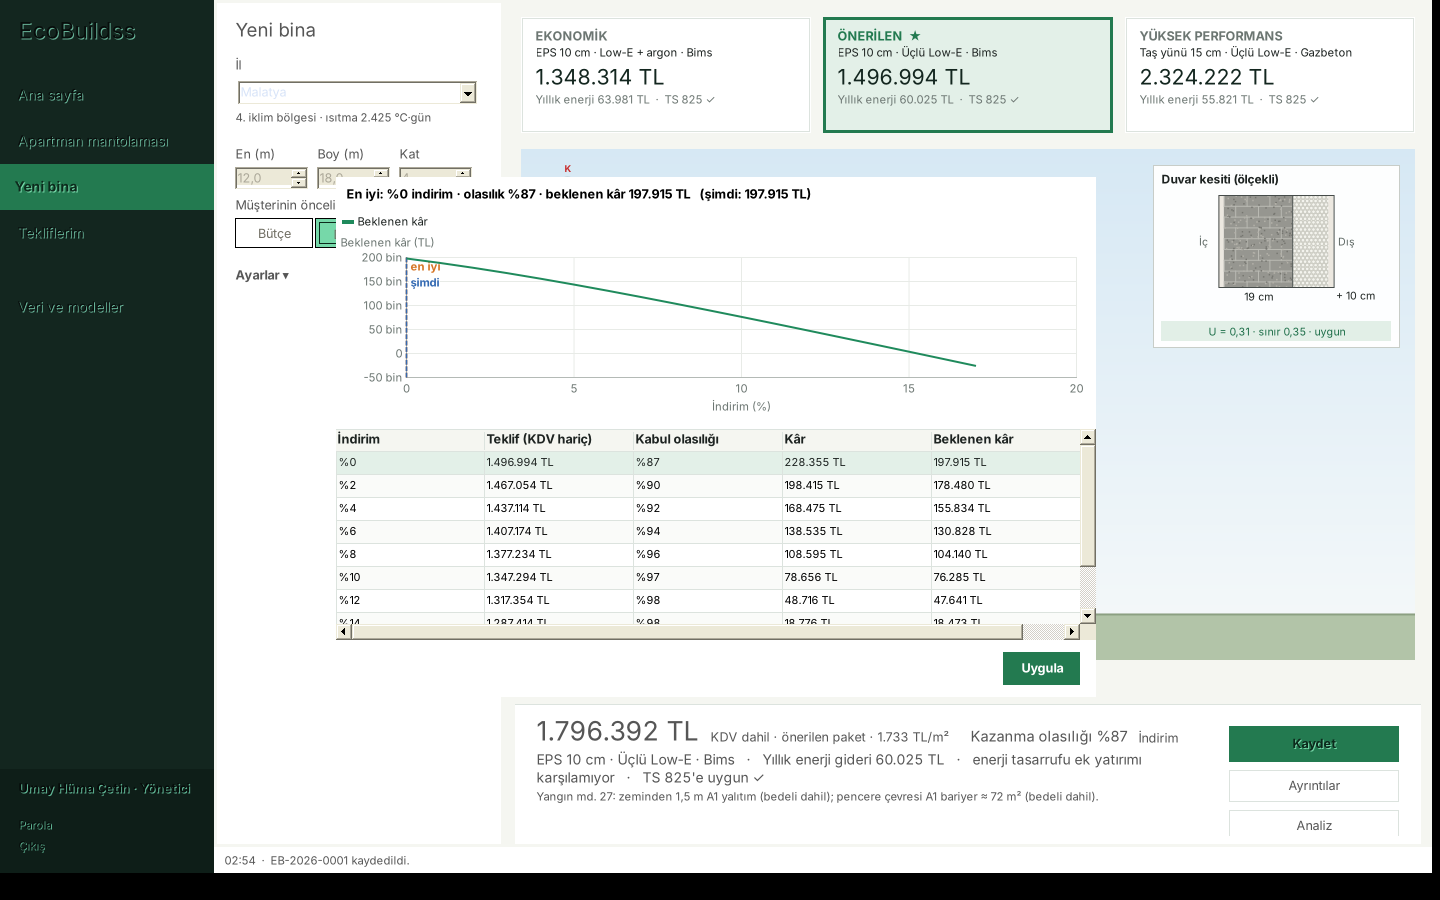 EcoBuildss
Ana sayfa
Apartman mantolaması
Yeni bina
Tekliflerim
Veri ve modeller
Umay Hüma Çetin · Yönetici
Parola
Çıkış
Yeni bina
İl
Malatya
4. iklim bölgesi · ısıtma 2.425 °C·gün
En (m)
Boy (m)
Kat
12,0
18,0
Müşterinin önceli
Bütçe
Ayarlar ▾
EKONOMİK
EPS 10 cm · Low-E + argon · Bims
1.348.314 TL
Yıllık enerji 63.981 TL · TS 825 ✓
ÖNERİLEN ★
EPS 10 cm · Üçlü Low-E · Bims
1.496.994 TL
Yıllık enerji 60.025 TL · TS 825 ✓
YÜKSEK PERFORMANS
Taş yünü 15 cm · Üçlü Low-E · Gazbeton
2.324.222 TL
Yıllık enerji 55.821 TL · TS 825 ✓
K
Duvar kesiti (ölçekli)
İç
Dış
19 cm
+ 10 cm
U = 0,31 · sınır 0,35 · uygun
En iyi: %0 indirim · olasılık %87 · beklenen kâr 197.915 TL (şimdi: 197.915 TL)
Beklenen kâr
Beklenen kâr (TL)
200 bin
150 bin
100 bin
50 bin
0
-50 bin
en iyi
şimdi
0 5 10 15 20
İndirim (%)
İndirim Teklif (KDV hariç) Kabul olasılığı Kâr Beklenen kâr
%0 1.496.994 TL %87 228.355 TL 197.915 TL
%2 1.467.054 TL %90 198.415 TL 178.480 TL
%4 1.437.114 TL %92 168.475 TL 155.834 TL
%6 1.407.174 TL %94 138.535 TL 130.828 TL
%8 1.377.234 TL %96 108.595 TL 104.140 TL
%10 1.347.294 TL %97 78.656 TL 76.285 TL
%12 1.317.354 TL %98 48.716 TL 47.641 TL
%14 1.287.414 TL %98 18.776 TL 18.473 TL
Uygula
1.796.392 TL KDV dahil · önerilen paket · 1.733 TL/m² Kazanma olasılığı %87 İndirim
EPS 10 cm · Üçlü Low-E · Bims · Yıllık enerji gideri 60.025 TL · enerji tasarrufu ek yatırımı
karşılamıyor · TS 825'e uygun ✓
Yangın md. 27: zeminden 1,5 m A1 yalıtım (bedeli dahil); pencere çevresi A1 bariyer ≈ 72 m² (bedeli dahil).
Kaydet
Ayrıntılar
Analiz
02:54 · EB-2026-0001 kaydedildi.